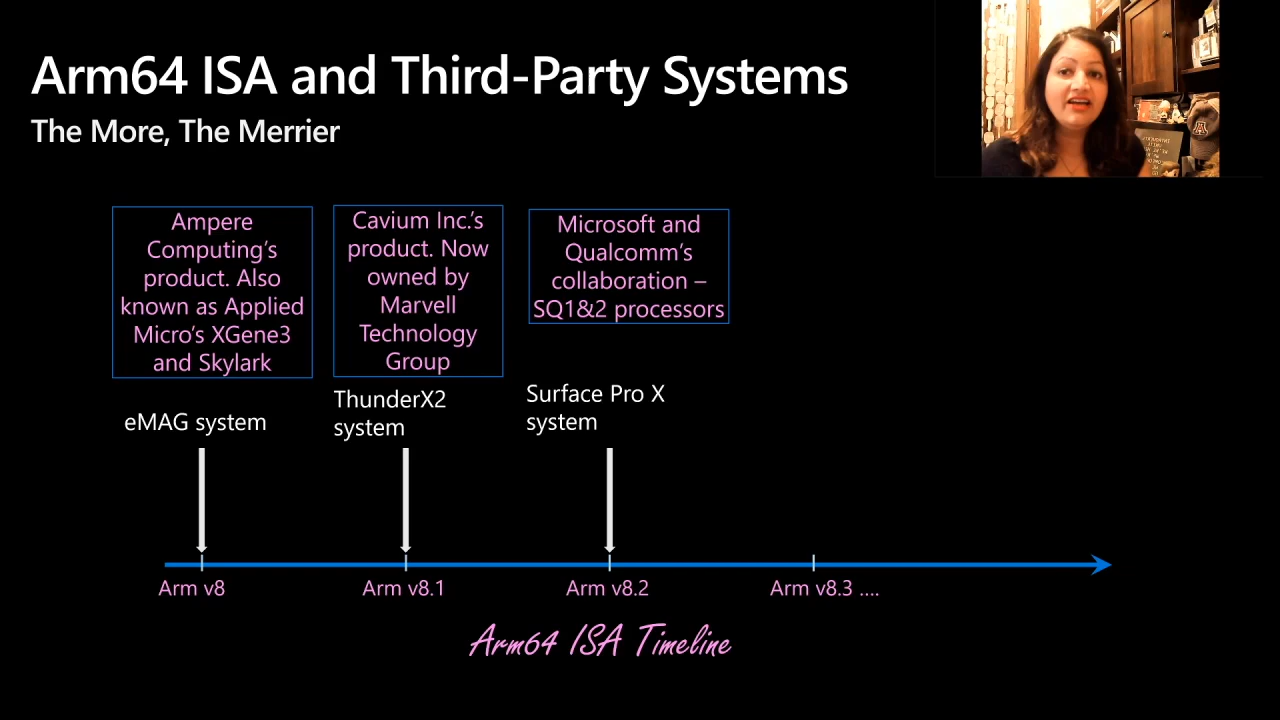 Arm64 ISA and Third-Party Systems
The More, The Merrier
Ampere
Computing’s
product. Also
known as Applied
Micro’s XGene3
and Skylark
Cavium Inc.’s
product. Now
owned by
Marvell
Technology
Group
Microsoft and
Qualcomm’s
collaboration –
SQ1&2 processors
eMAG system
ThunderX2
system
Surface Pro X
system
Arm v8
Arm v8.1
Arm v8.2
Arm v8.3 ....
Arm64 ISA Timeline